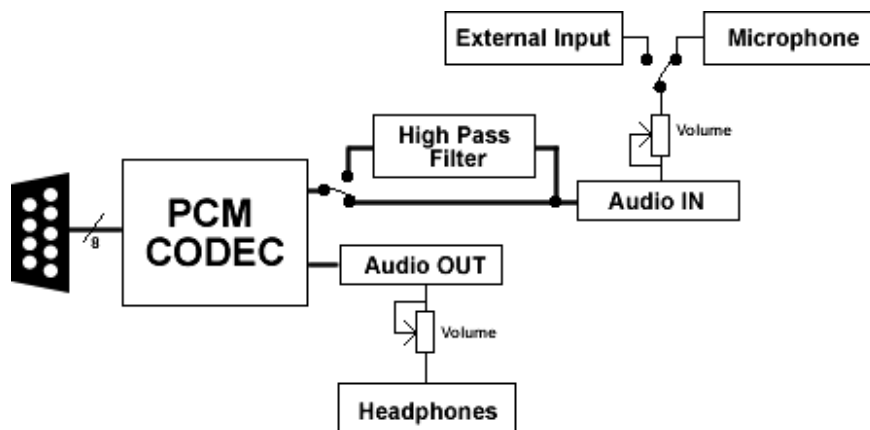 External Input
Microphone
Volume
High Pass
Filter
Audio IN
PCM
CODEC
8
Audio OUT
Volume
Headphones